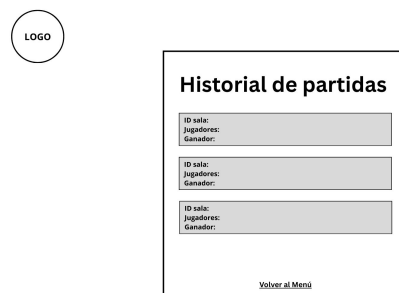 LOGO
Historial de partidas
ID sala:
Jugadores:
Ganador:
ID sala:
Jugadores:
Ganador:
ID sala:
Jugadores:
Ganador:
Volver al Menú